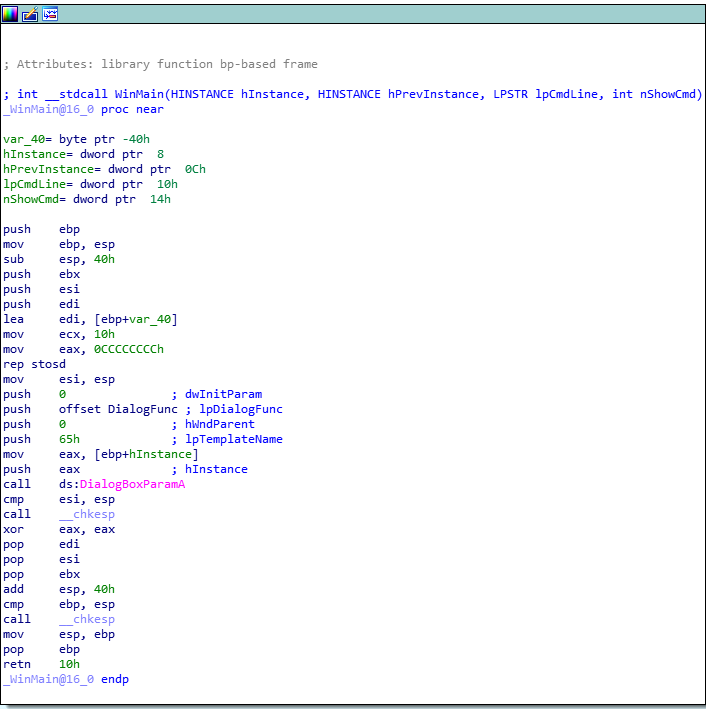 ; Attributes: library function bp-based frame
; int __stdcall WinMain(HINSTANCE hInstance, HINSTANCE hPrevInstance, LPSTR lpCmdLine, int nShowCmd)
_WinMain@16_0 proc near
var_40= byte ptr -40h
hInstance= dword ptr  8
hPrevInstance= dword ptr  0Ch
lpCmdLine= dword ptr  10h
nShowCmd= dword ptr  14h
push    ebp
mov     ebp, esp
sub     esp, 40h
push    ebx
push    esi
push    edi
lea     edi, [ebp+var_40]
mov     ecx, 10h
mov     eax, 0CCCCCCCCh
rep stosd
mov     esi, esp
push    0               ; dwInitParam
push    offset DialogFunc ; lpDialogFunc
push    0               ; hWndParent
push    65h             ; lpTemplateName
mov     eax, [ebp+hInstance]
push    eax             ; hInstance
call    ds:DialogBoxParamA
cmp     esi, esp
call    __chkesp
xor     eax, eax
pop     edi
pop     esi
pop     ebx
add     esp, 40h
cmp     ebp, esp
call    __chkesp
mov     esp, ebp
pop     ebp
retn    10h
_WinMain@16_0 endp